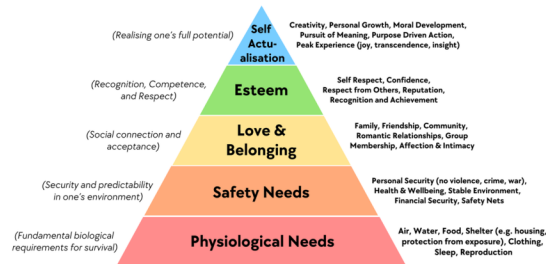 (Realising one's full potential)
Self
Actu-
alisation
Creativity, Personal Growth, Moral Development,
Pursuit of Meaning, Purpose Driven Action,
Peak Experience (joy, transcendence, insight)
(Recognition, Competence,
and Respect)
Esteem
Self Respect, Confidence,
Respect from Others, Reputation,
Recognition and Achievement
(Social connection and
acceptance)
Love &
Belonging
Family, Friendship, Community,
Romantic Relationships, Group
Membership, Affection & Intimacy
(Security and predictability
in one's environment)
Safety Needs
Personal Security (no violence, crime, war),
Health & Wellbeing, Stable Environment,
Financial Security, Safety Nets
(Fundamental biological
requirements for survival)
Physiological Needs
Air, Water, Food, Shelter (e.g. housing,
protection from exposure), Clothing,
Sleep, Reproduction